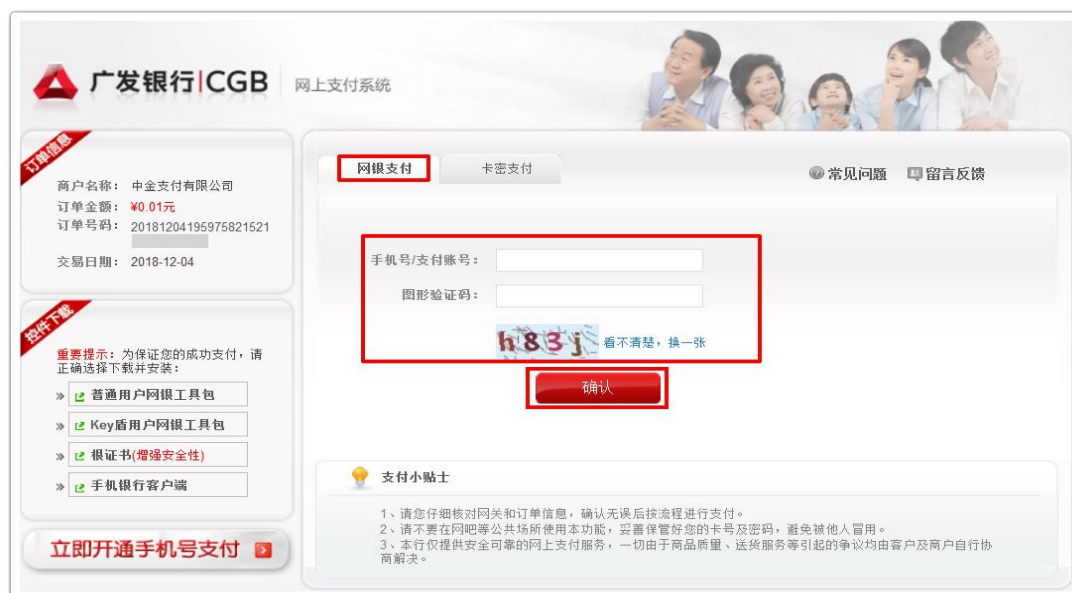 广发银行|CGB 网上支付系统
订单信息
商户名称： 中金支付有限公司
订单金额： ¥0.01元
订单号码： 20181204195975821521
交易日期： 2018-12-04
控件下载
重要提示：为保证您的成功支付，请
正确选择下载并安装：
普通用户网银工具包
Key盾用户网银工具包
根证书(增强安全性)
手机银行客户端
立即开通手机号支付
网银支付 卡密支付
常见问题 留言反馈
手机号/支付账号：
图形验证码：
h83j 看不清楚，换一张
确认
支付小贴士
1、请您仔细核对网关和订单信息，确认无误后按流程进行支付。
2、请不要在网吧等公共场所使用本功能，妥善保管好您的卡号及密码，避免被他人冒用。
3、本行仅提供安全可靠的网上支付服务，一切由于商品质量、送货服务等引起的争议均由客户及商户自行协
商解决。